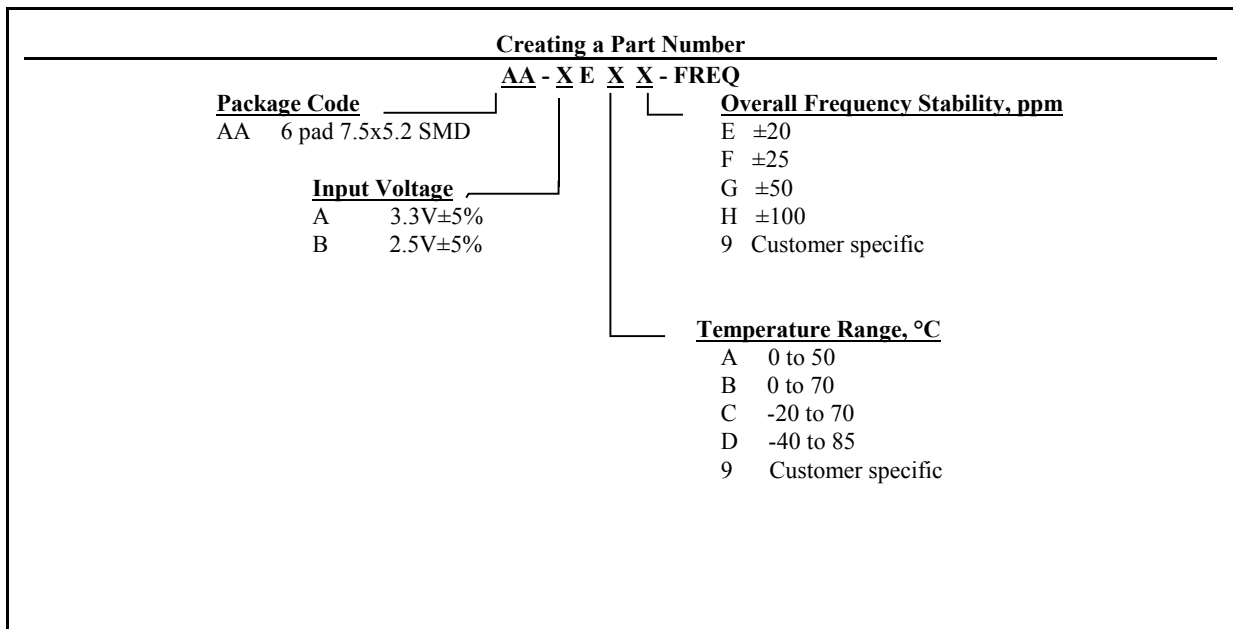 Creating a Part Number
AA - X E X X - FREQ
Package Code
AA 6 pad 7.5x5.2 SMD
Input Voltage
A 3.3V±5%
B 2.5V±5%
Overall Frequency Stability, ppm
E ±20
F ±25
G ±50
H ±100
9 Customer specific
Temperature Range, °C
A 0 to 50
B 0 to 70
C -20 to 70
D -40 to 85
9 Customer specific